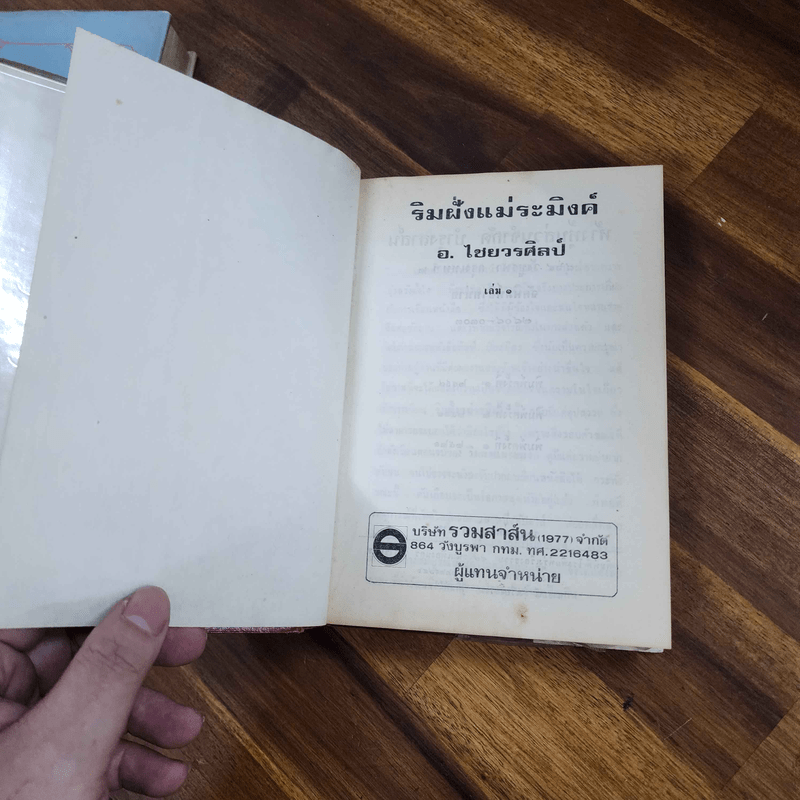 ริมฝั่งแม่ระมิงค์
อ. ไชยวรศิลป์
เล่ม ๑
บริษัท รวมสาส์น (1977) จำกัด
864 วังบูรพา กทม. ทศ.2216483
ผู้แทนจำหน่าย